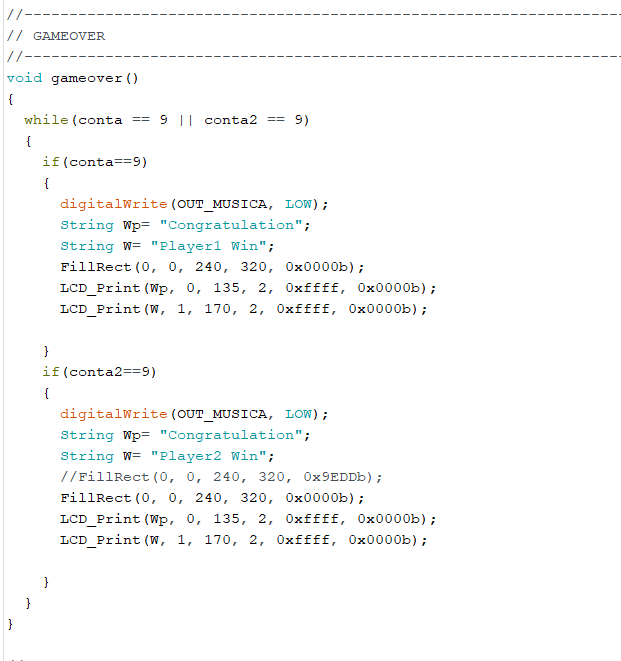 //------------------------------------------------------------------
// GAMEOVER
//------------------------------------------------------------------
void gameover()
{
  while(conta == 9 || conta2 == 9)
  {
    if(conta==9)
    {
      digitalWrite(OUT_MUSICA, LOW);
      String Wp= "Congratulation";
      String W= "Player1 Win";
      FillRect(0, 0, 240, 320, 0x0000b);
      LCD_Print(Wp, 0, 135, 2, 0xffff, 0x0000b);
      LCD_Print(W, 1, 170, 2, 0xffff, 0x0000b);

    }
    if(conta2==9)
    {
      digitalWrite(OUT_MUSICA, LOW);
      String Wp= "Congratulation";
      String W= "Player2 Win";
      //FillRect(0, 0, 240, 320, 0x9EDDb);
      FillRect(0, 0, 240, 320, 0x0000b);
      LCD_Print(Wp, 0, 135, 2, 0xffff, 0x0000b);
      LCD_Print(W, 1, 170, 2, 0xffff, 0x0000b);

    }
  }
}